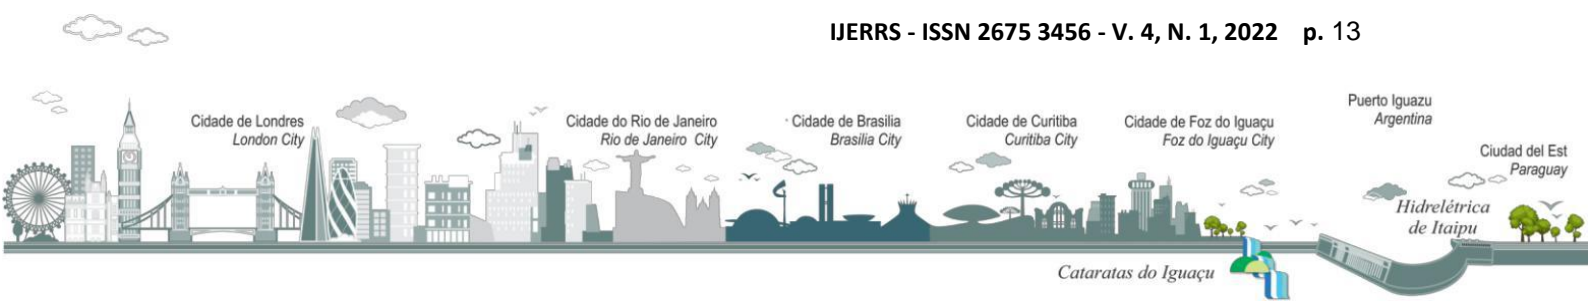 IJERRS - ISSN 2675 3456 - V. 4, N. 1, 2022 p. 13
Cidade de Londres
London City
Cidade do Rio de Janeiro
Rio de Janeiro City
Cidade de Brasilia
Brasilia City
Cidade de Curitiba
Curitiba City
Cidade de Foz do Iguaçu
Foz do Iguaçu City
Puerto Iguazu
Argentina
Ciudad del Est
Paraguay
Hidrelétrica
de Itaipu
Cataratas do Iguaçu